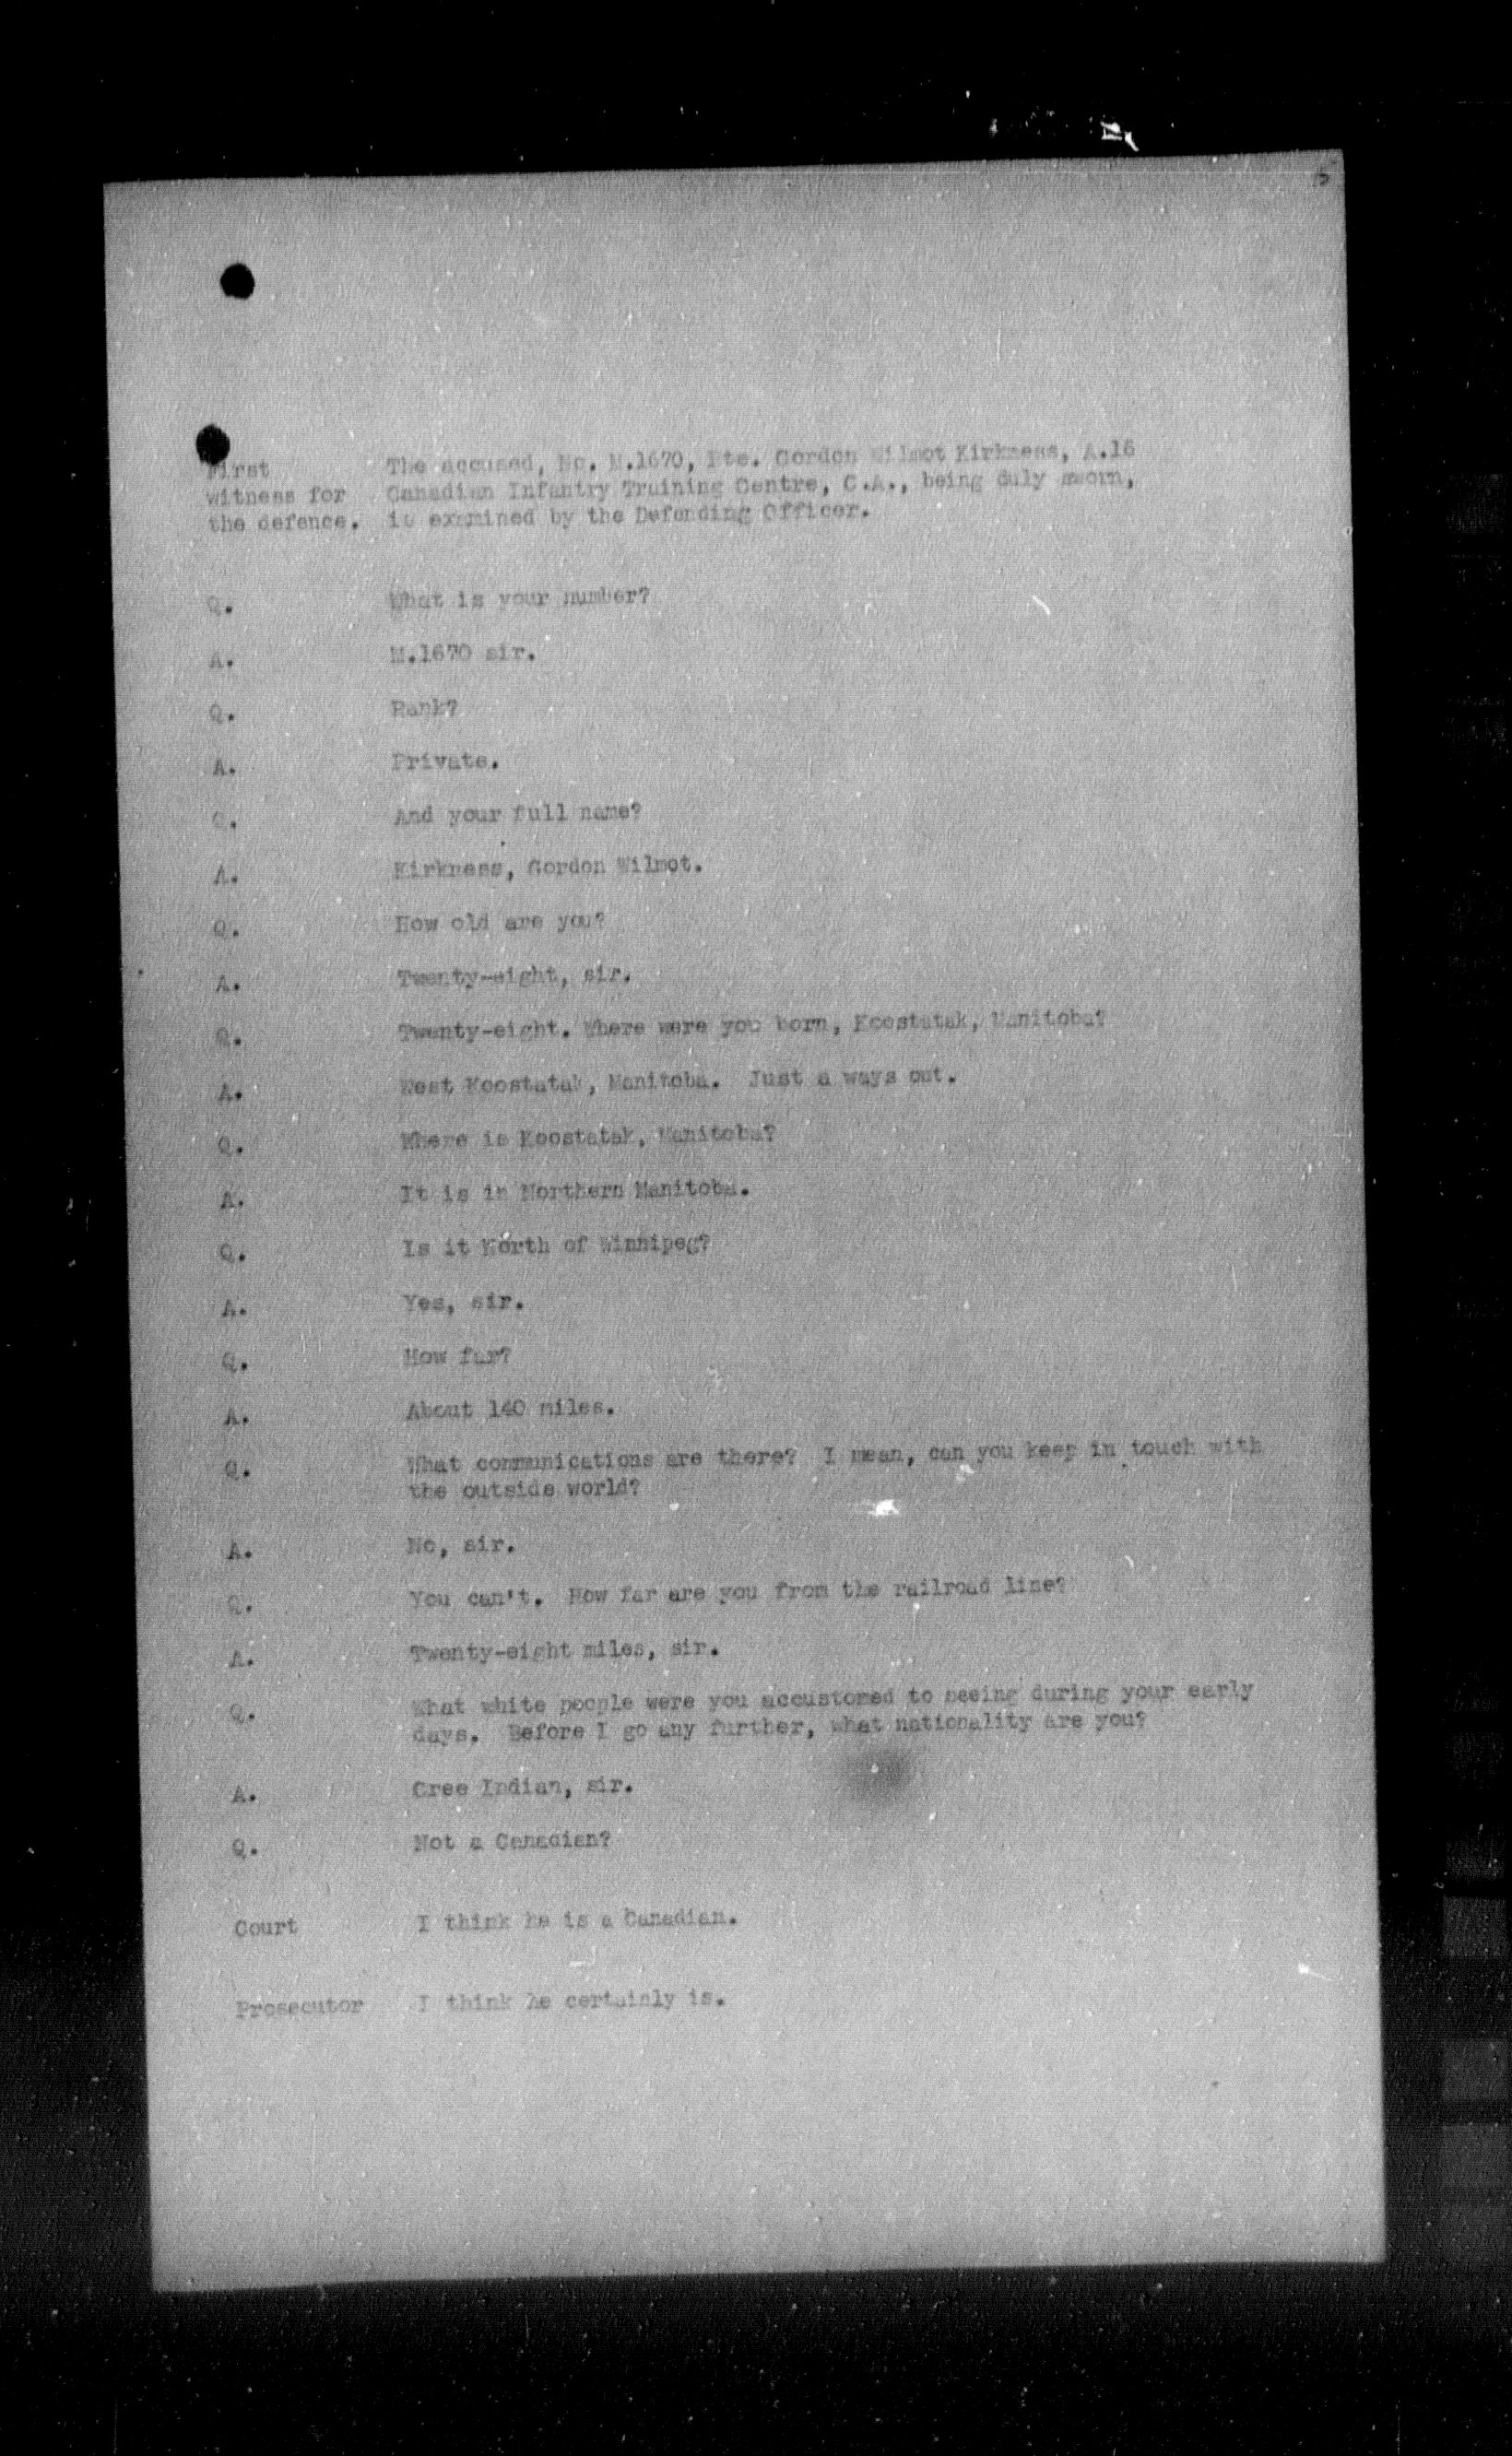 First The accused, No. M.1670, Pte. Gordon Wilmot Kirkness, A.16
witness for Canadian Infantry Training Centre, C.A., being duly sworn,
the defence. is examined by the Defending Officer.
Q. What is your number?
A. M.1670 sir.
Q. Rank?
A. Private.
Q. And your full name?
A. Kirkness, Gordon Wilmot.
Q. How old are you?
A. Twenty-eight, sir.
Q. Twenty-eight. Where were you born, Koostatak, Manitoba?
A. West Koostatak, Manitoba. Just a ways out.
Q. Where is Koostatak, Manitoba?
A. It is in Northern Manitoba.
Q. Is it North of Winnipeg?
A. Yes, sir.
Q. How far?
A. About 140 miles.
Q. What communications are there? I mean, can you keep in touch with
the outside world?
A. No, sir.
Q. You can't. How far are you from the railroad line?
A. Twenty-eight miles, sir.
Q. What white people were you accustomed to seeing during your early
days. Before I go any further, what nationality are you?
A. Cree Indian, sir.
Q. Not a Canadian?
Court I think he is a Canadian.
Prosecutor I think he certainly is.